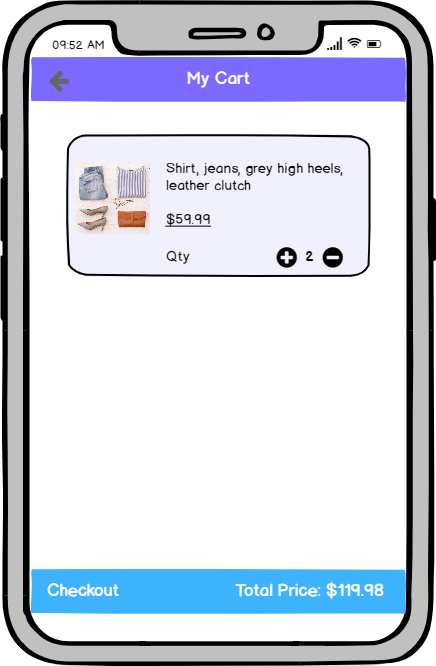 09:52 AM
My Cart
Shirt, jeans, grey high heels,
leather clutch
$59.99
Qty
2
Checkout
Total Price: $119.98